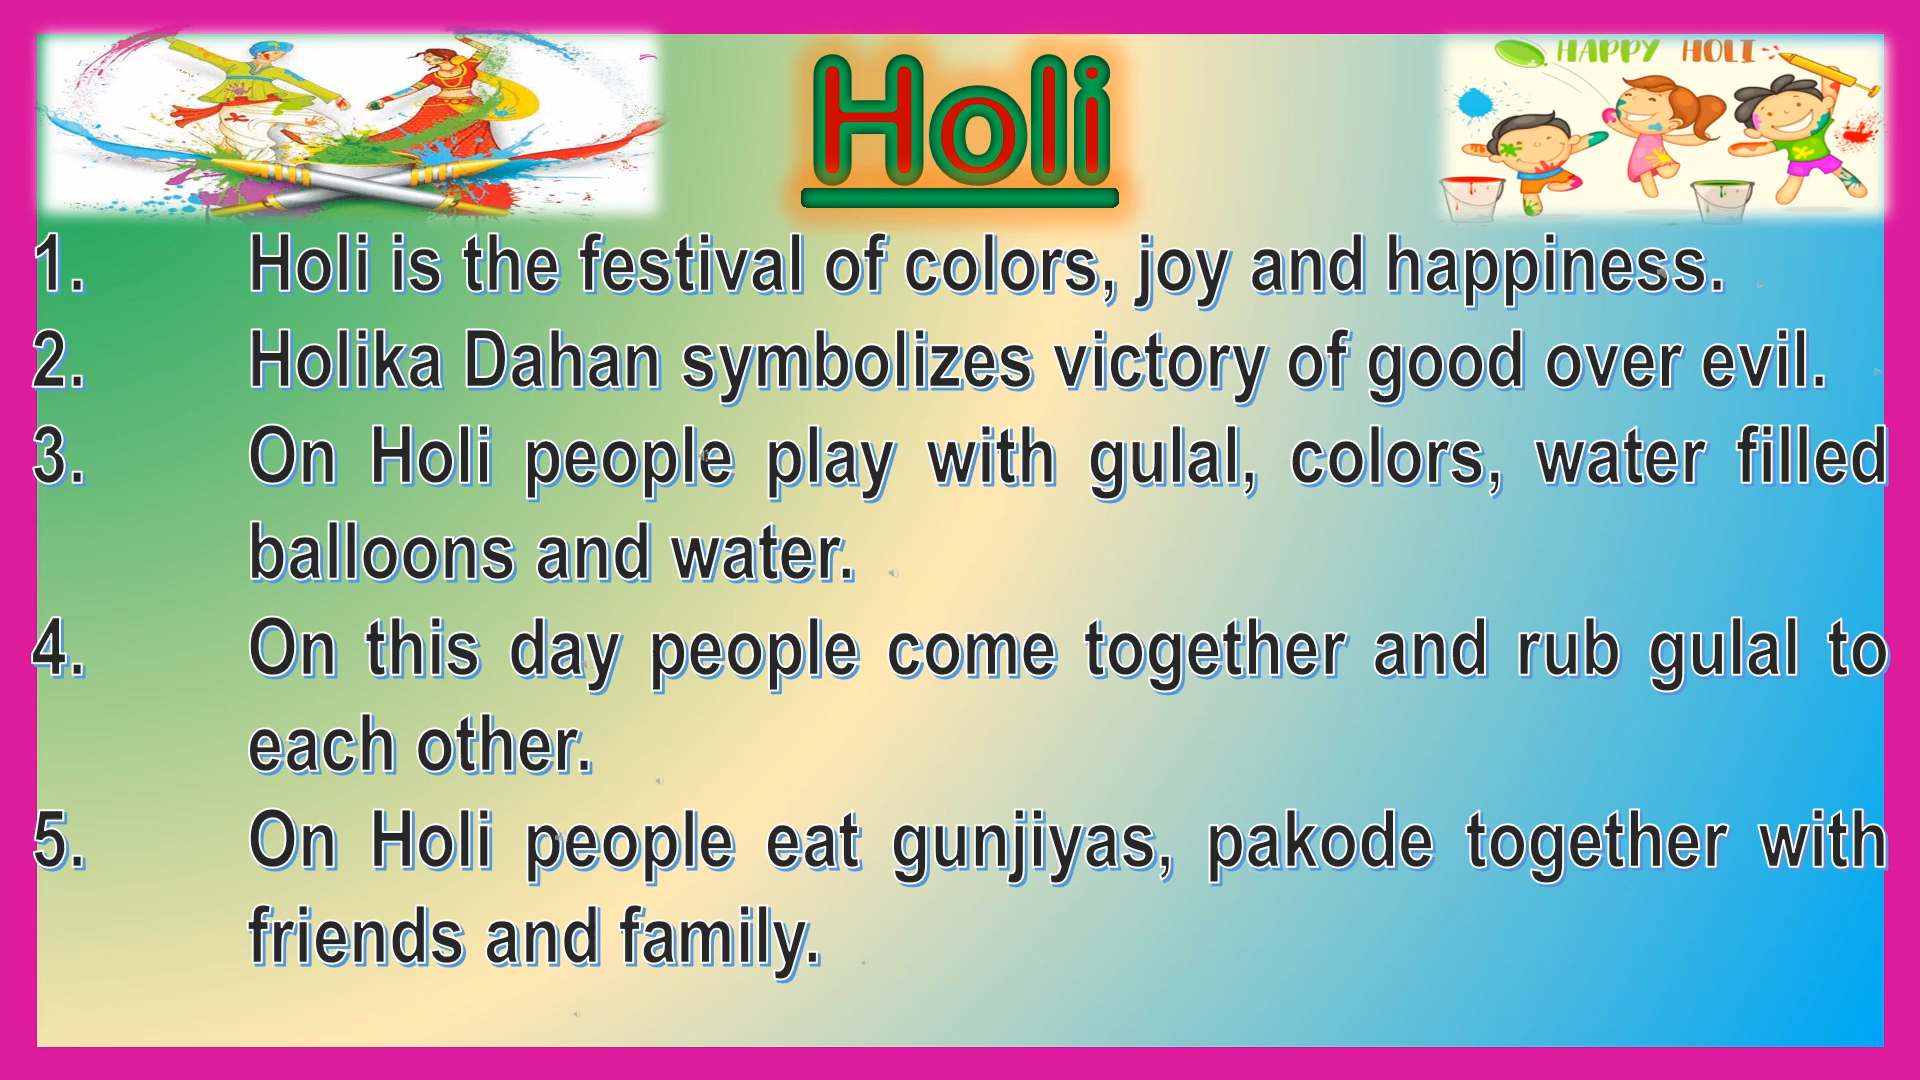 Holi
HAPPY HOLI
1. Holi is the festival of colors, joy and happiness.
2. Holika Dahan symbolizes victory of good over evil.
3. On Holi people play with gulal, colors, water filled
balloons and water.
4. On this day people come together and rub gulal to
each other.
5. On Holi people eat gunjiyas, pakode together with
friends and family.